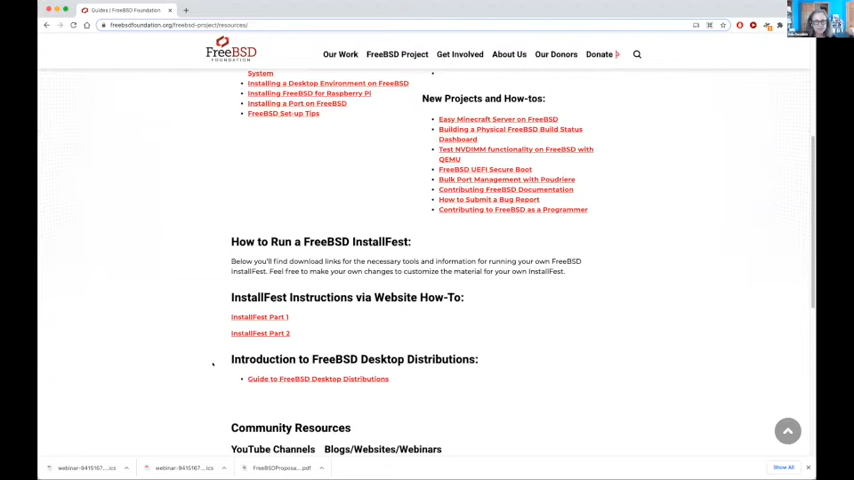 Guides | FreeBSD Foundation
freebsdfoundation.org/freebsd-project/resources/
FreeBSD
FOUNDATION
Our Work
FreeBSD Project
Get Involved
About Us
Our Donors
Donate
System
Installing a Desktop Environment on FreeBSD
Installing FreeBSD for Raspberry Pi
Installing a Port on FreeBSD
FreeBSD Set-up Tips
New Projects and How-tos:
Easy Minecraft Server on FreeBSD
Building a Physical FreeBSD Build Status
Dashboard
Test NVDIMM functionality on FreeBSD with
QEMU
FreeBSD UEFI Secure Boot
Bulk Port Management with Poudriere
Contributing FreeBSD Documentation
How to Submit a Bug Report
Contributing to FreeBSD as a Programmer
How to Run a FreeBSD InstallFest:
Below you'll find download links for the necessary tools and information for running your own FreeBSD
InstallFest. Feel free to make your own changes to customize the material for your own InstallFest.
InstallFest Instructions via Website How-To:
InstallFest Part 1
InstallFest Part 2
Introduction to FreeBSD Desktop Distributions:
Guide to FreeBSD Desktop Distributions
Community Resources
YouTube Channels
Blogs/Websites/Webinars
webinar-9415167....ics
webinar-9415167....ics
FreeBSDProposa....pdf
Show All